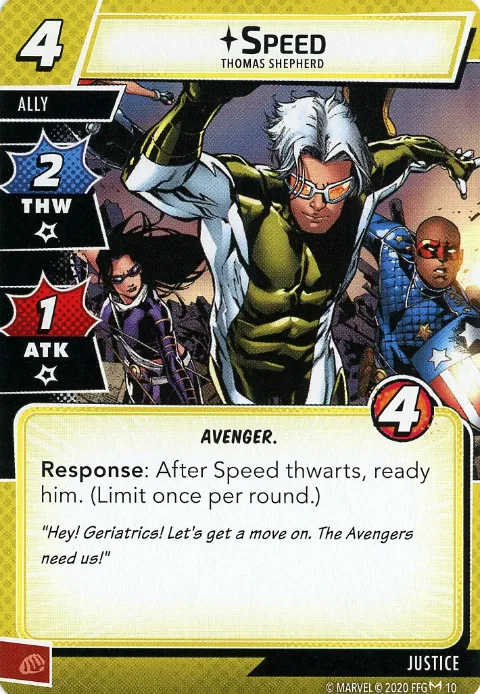 4
SPEED
THOMAS SHEPHERD
ALLY
2
THW
1
ATK
4
AVENGER.
Response: After Speed thwarts, ready
him. (Limit once per round.)
"Hey! Geriatrics! Let's get a move on. The Avengers
need us!"
JUSTICE
© MARVEL © 2020 FFG 10